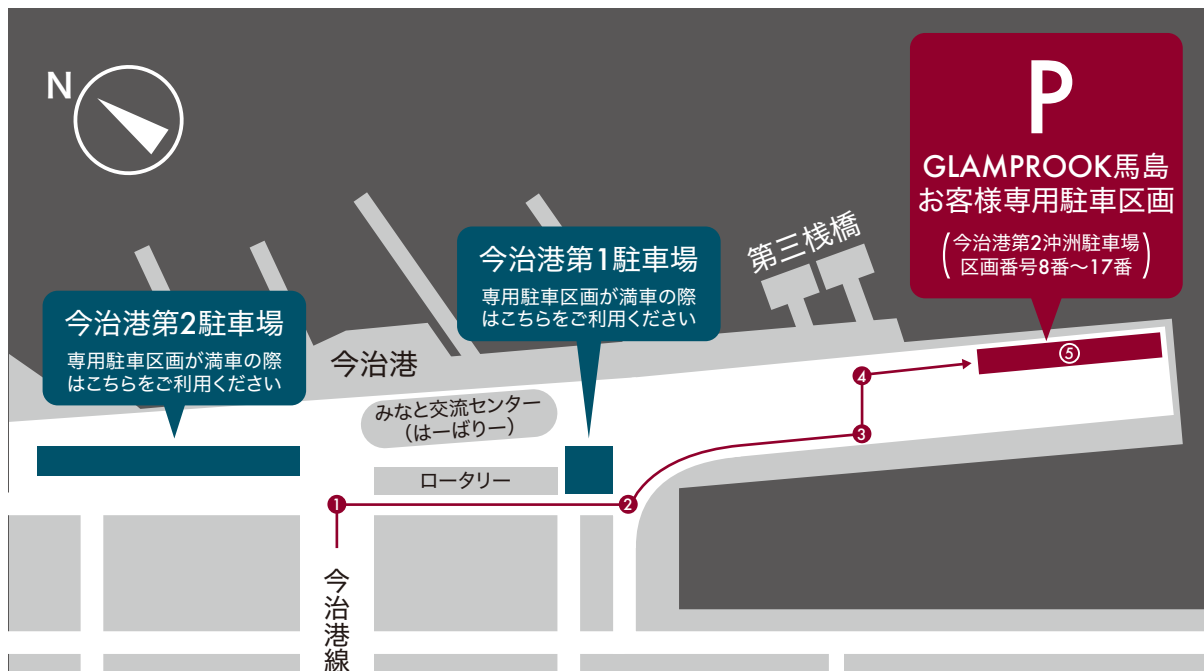 N
P
GLAMPROOK馬島
お客様専用駐車区画
(今治港第2沖洲駐車場
区画番号8番〜17番)
第三桟橋
今治港第1駐車場
専用駐車区画が満車の際
はこちらをご利用ください
今治港第2駐車場
専用駐車区画が満車の際
はこちらをご利用ください
今治港
みなと交流センター
(はーばりー)
ロータリー
⑤
❹
❸
❶
❷
今治港線